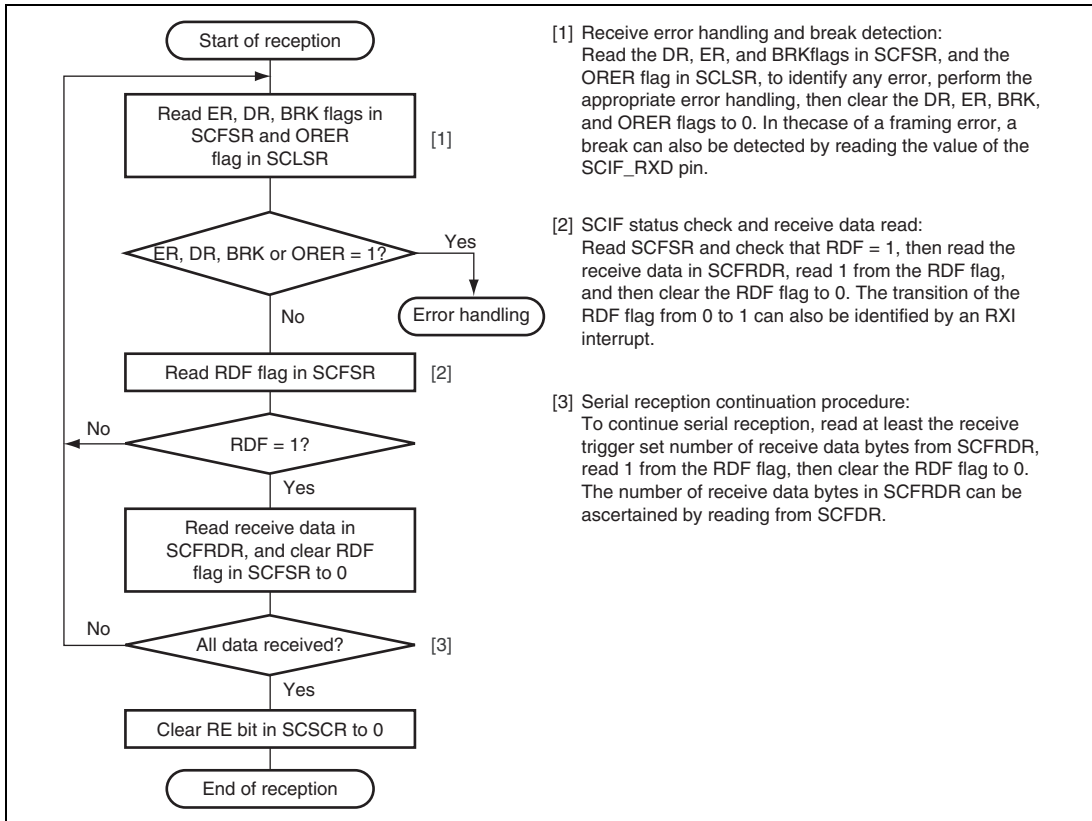 Start of reception
Read ER, DR, BRK flags in
SCFSR and ORER
flag in SCLSR
[1]
ER, DR, BRK or ORER = 1?
Yes
Error handling
No
Read RDF flag in SCFSR
[2]
No
RDF = 1?
Yes
Read receive data in
SCFRDR, and clear RDF
flag in SCFSR to 0
No
All data received?
[3]
Yes
Clear RE bit in SCSCR to 0
End of reception
[1] Receive error handling and break detection:
Read the DR, ER, and BRKflags in SCFSR, and the
ORER flag in SCLSR, to identify any error, perform the
appropriate error handling, then clear the DR, ER, BRK,
and ORER flags to 0. In thecase of a framing error, a
break can also be detected by reading the value of the
SCIF_RXD pin.
[2] SCIF status check and receive data read:
Read SCFSR and check that RDF = 1, then read the
receive data in SCFRDR, read 1 from the RDF flag,
and then clear the RDF flag to 0. The transition of the
RDF flag from 0 to 1 can also be identified by an RXI
interrupt.
[3] Serial reception continuation procedure:
To continue serial reception, read at least the receive
trigger set number of receive data bytes from SCFRDR,
read 1 from the RDF flag, then clear the RDF flag to 0.
The number of receive data bytes in SCFRDR can be
ascertained by reading from SCFDR.